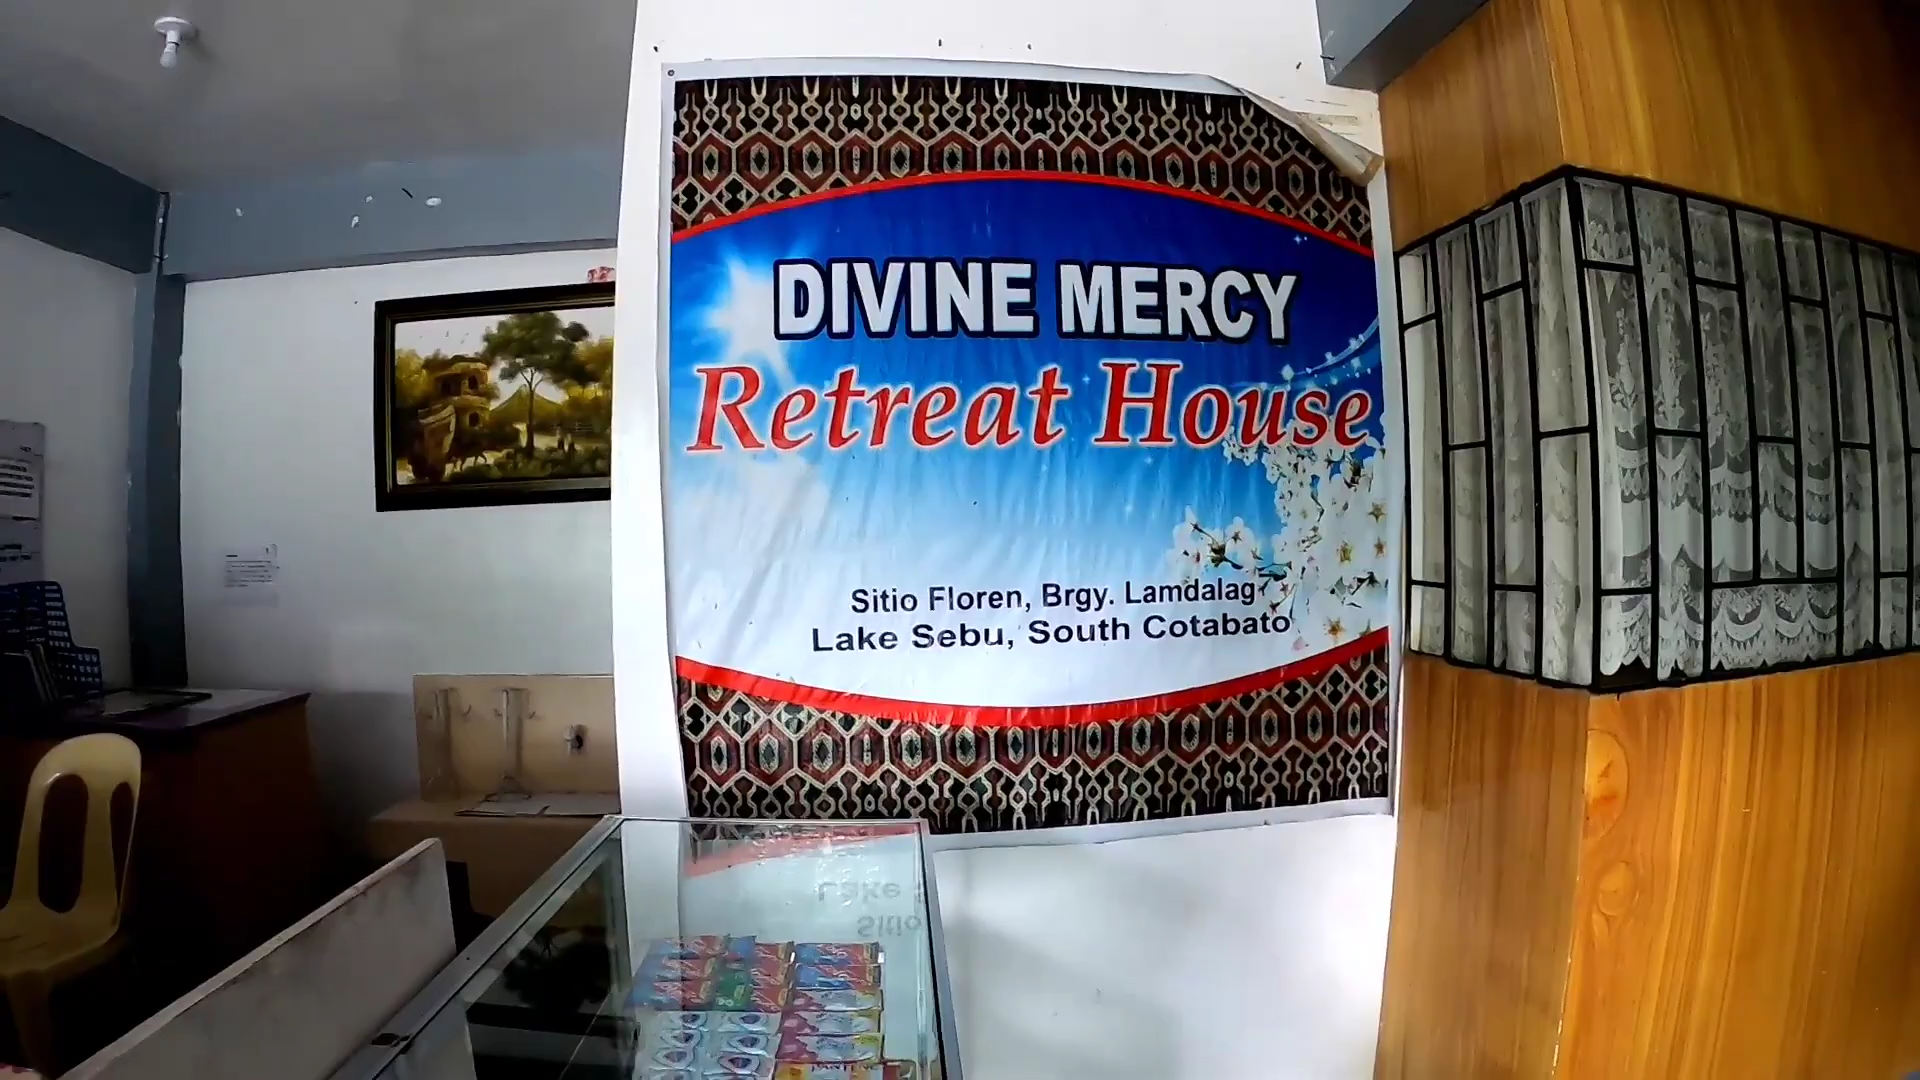 DIVINE MERCY
Retreat House
Sitio Floren, Brgy. Lamdalag
Lake Sebu, South Cotabato